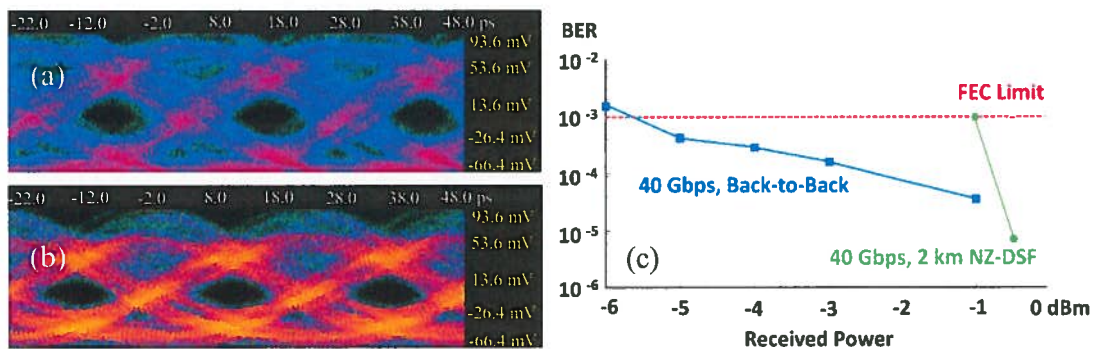 -22.0 -12.0 -2.0 8.0 18.0 28.0 38.0 48.0 ps
93.6 mV
(a)
53.6 mV
13.6 mV
-26.4 mV
-66.4 mV
-22.0 -12.0 -2.0 8.0 18.0 28.0 38.0 48.0 ps
93.6 mV
(b)
53.6 mV
13.6 mV
-26.4 mV
-66.4 mV
BER
10-2
FEC Limit
10-3
40 Gbps, Back-to-Back
10-4
10-5
(c)
40 Gbps, 2 km NZ-DSF
10-6
-6 -5 -4 -3 -2 -1 0 dBm
Received Power